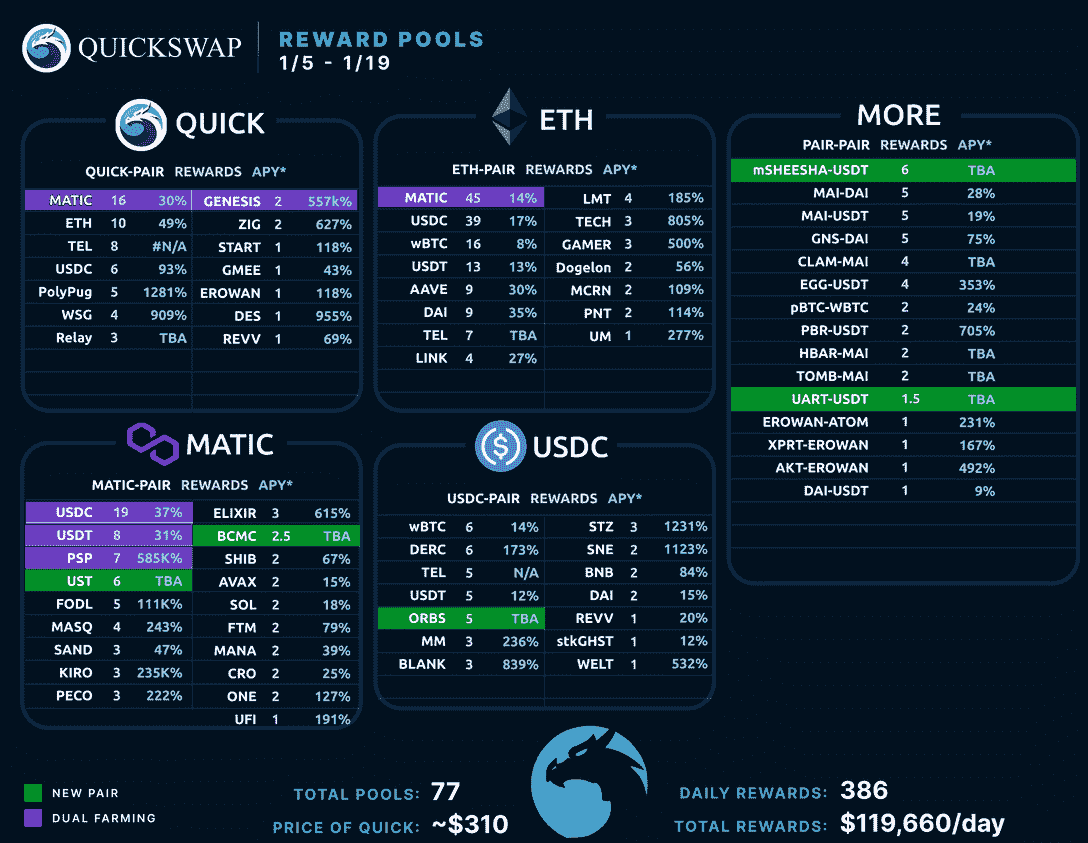 QUICKSWAP
REWARD POOLS
1/5 - 1/19
QUICK
QUICK-PAIR REWARDS APY*
MATIC 16 30% GENESIS 2 557k%
ETH 10 49% ZIG 2 627%
TEL 8 #N/A START 1 118%
USDC 6 93% GMEE 1 43%
PolyPug 5 1281% EROWAN 1 118%
WSG 4 909% DES 1 955%
Relay 3 TBA REVV 1 69%
ETH
ETH-PAIR REWARDS APY*
MATIC 45 14% LMT 4 185%
USDC 39 17% TECH 3 805%
wBTC 16 8% GAMER 3 500%
USDT 13 13% Dogelon 2 56%
AAVE 9 30% MCRN 2 109%
DAI 9 35% PNT 2 114%
TEL 7 TBA UM 1 277%
LINK 4 27%
MORE
PAIR-PAIR REWARDS APY*
mSHEESHA-USDT 6 TBA
MAI-DAI 5 28%
MAI-USDT 5 19%
GNS-DAI 5 75%
CLAM-MAI 4 TBA
EGG-USDT 4 353%
pBTC-WBTC 2 24%
PBR-USDT 2 705%
HBAR-MAI 2 TBA
TOMB-MAI 2 TBA
UART-USDT 1.5 TBA
EROWAN-ATOM 1 231%
XPRT-EROWAN 1 167%
AKT-EROWAN 1 492%
DAI-USDT 1 9%
MATIC
MATIC-PAIR REWARDS APY*
USDC 19 37% ELIXIR 3 615%
USDT 8 31% BCMC 2.5 TBA
PSP 7 585K% SHIB 2 67%
UST 6 TBA AVAX 2 15%
FODL 5 111K% SOL 2 18%
MASQ 4 243% FTM 2 79%
SAND 3 47% MANA 2 39%
KIRO 3 235K% CRO 2 25%
PECO 3 222% ONE 2 127%
UFI 1 191%
USDC
USDC-PAIR REWARDS APY*
wBTC 6 14% STZ 3 1231%
DERC 6 173% SNE 2 1123%
TEL 5 N/A BNB 2 84%
USDT 5 12% DAI 2 15%
ORBS 5 TBA REVV 1 20%
MM 3 236% stkGHST 1 12%
BLANK 3 839% WELT 1 532%
NEW PAIR
DUAL FARMING
TOTAL POOLS: 77
PRICE OF QUICK: ~$310
DAILY REWARDS: 386
TOTAL REWARDS: $119,660/day